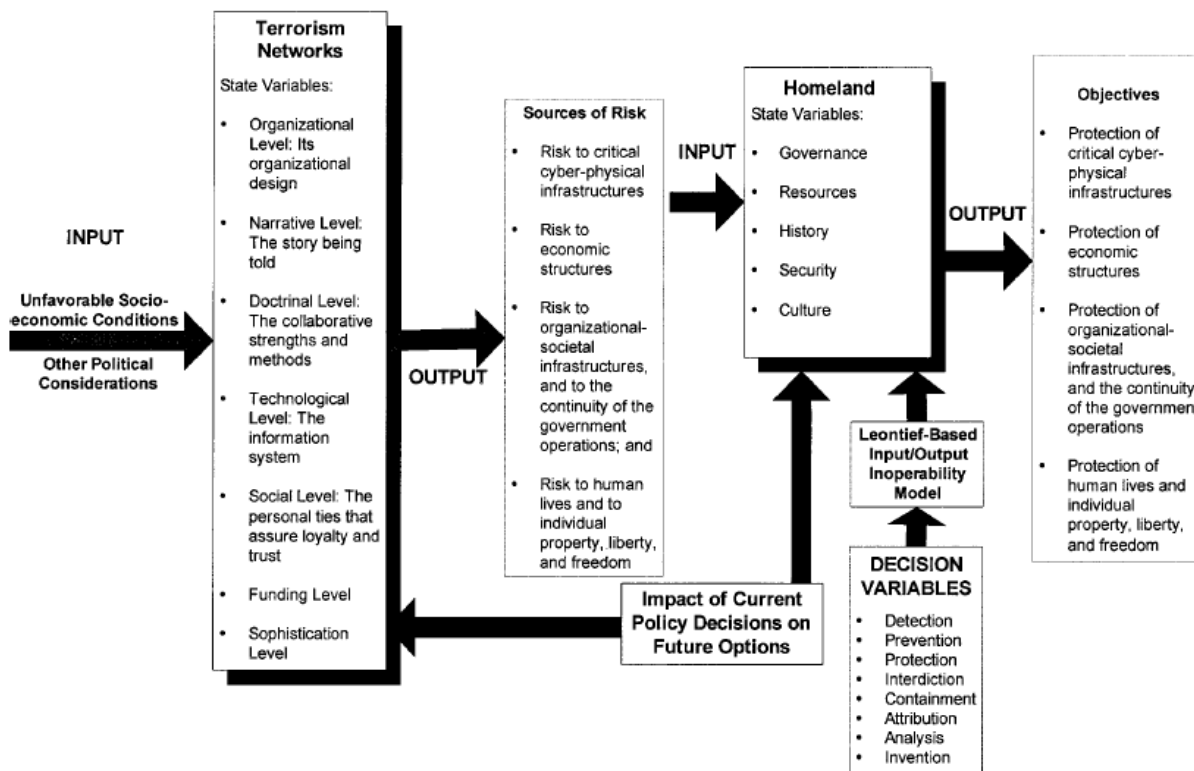 INPUT
Unfavorable Socio-
economic Conditions
Other Political
Considerations
Terrorism
Networks
State Variables:
• Organizational
Level: Its
organizational
design
• Narrative Level:
The story being
told
• Doctrinal Level:
The collaborative
strengths and
methods
• Technological
Level: The
information
system
• Social Level: The
personal ties that
assure loyalty and
trust
• Funding Level
• Sophistication
Level
OUTPUT
Sources of Risk
• Risk to critical
cyber-physical
infrastructures
• Risk to
economic
structures
• Risk to
organizational-
societal
infrastructures,
and to the
continuity of the
government
operations; and
• Risk to human
lives and to
individual
property, liberty,
and freedom
INPUT
Homeland
State Variables:
• Governance
• Resources
• History
• Security
• Culture
OUTPUT
Objectives
• Protection of
critical cyber-
physical
infrastructures
• Protection of
economic
structures
• Protection of
organizational-
societal
infrastructures,
and the continuity
of the government
operations
• Protection of
human lives and
individual
property, liberty,
and freedom
Leontief-Based
Input/Output
Inoperability
Model
DECISION
VARIABLES
• Detection
• Prevention
• Protection
• Interdiction
• Containment
• Attribution
• Analysis
• Invention
Impact of Current
Policy Decisions on
Future Options